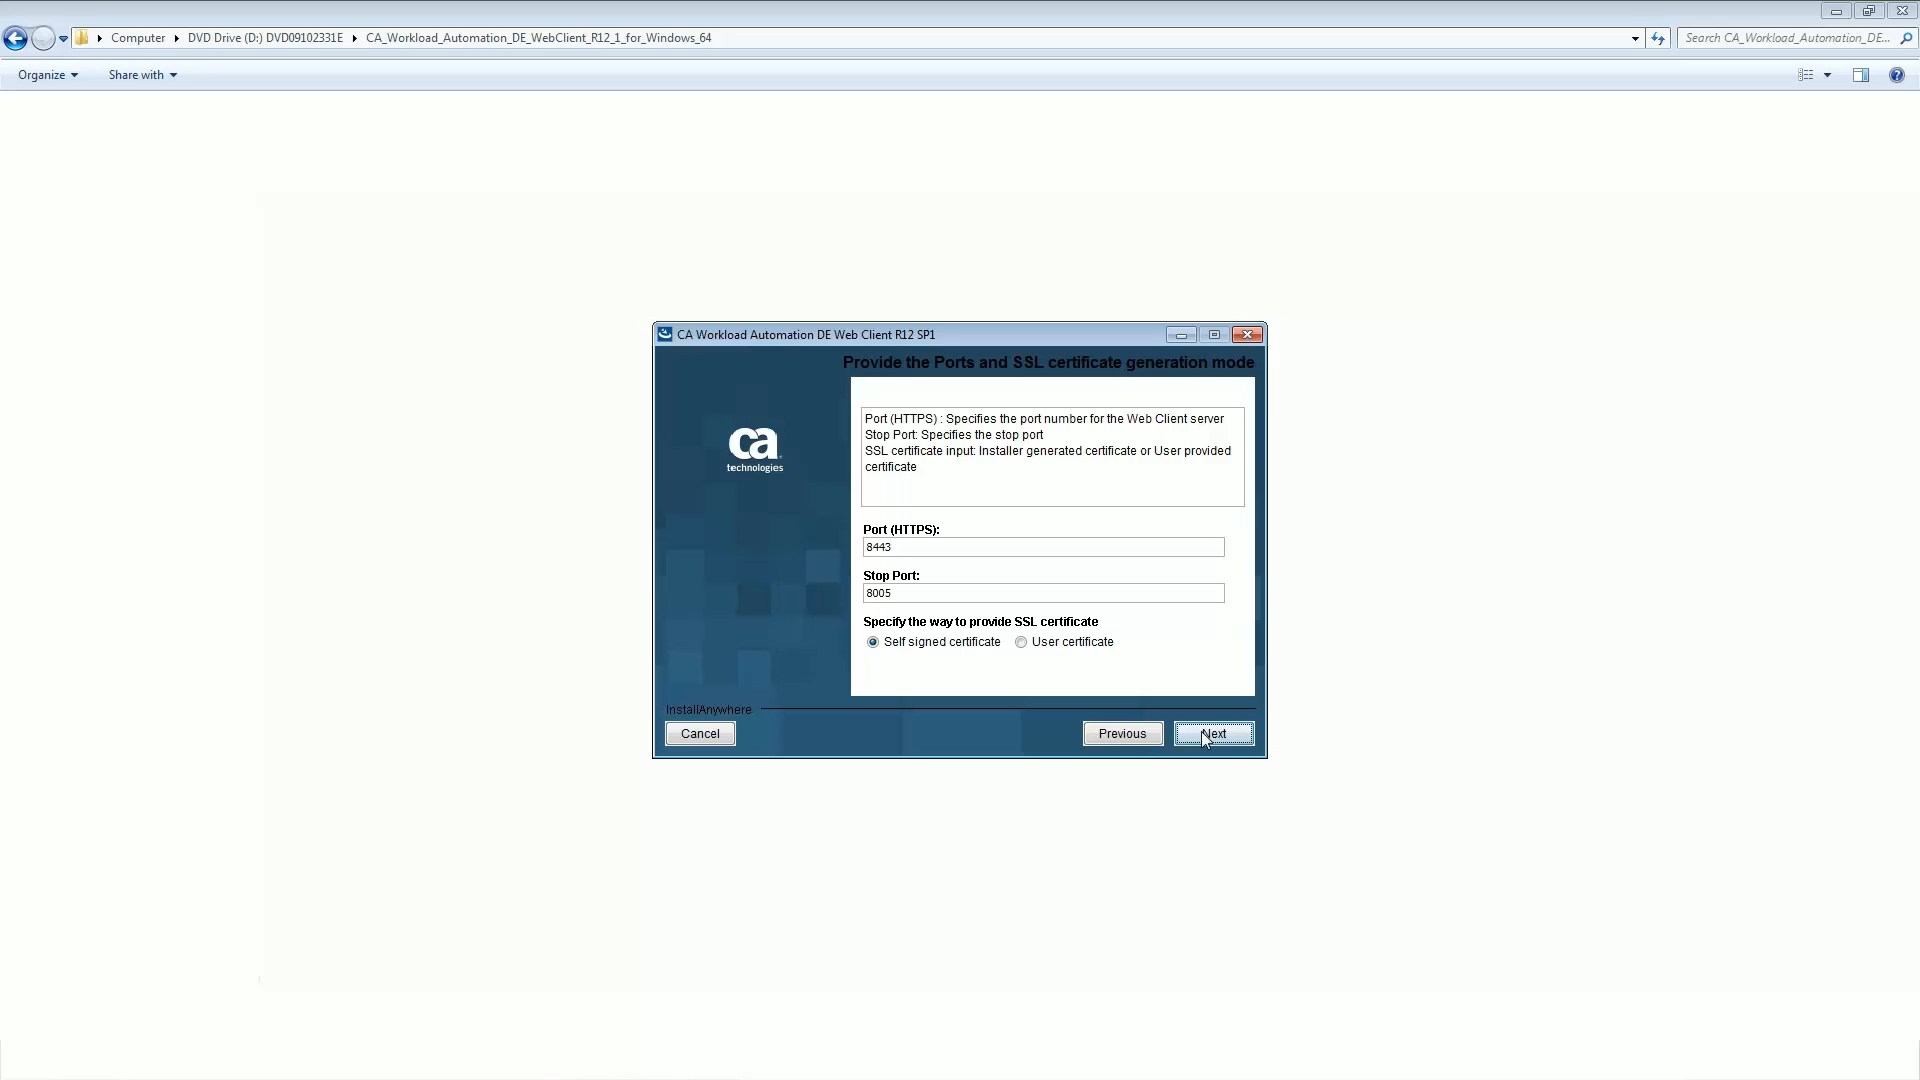 Computer
DVD Drive (D:) DVD09102331E
CA_Workload_Automation_DE_WebClient_R12_1_for_Windows_64
Search CA_Workload_Automation_DE...
Organize
Share with
CA Workload Automation DE Web Client R12 SP1
Provide the Ports and SSL certificate generation mode
ca
technologies
Port (HTTPS) : Specifies the port number for the Web Client server
Stop Port: Specifies the stop port
SSL certificate input: Installer generated certificate or User provided
certificate
Port (HTTPS):
8443
Stop Port:
8005
Specify the way to provide SSL certificate
Self signed certificate
User certificate
InstallAnywhere
Cancel
Previous
Next